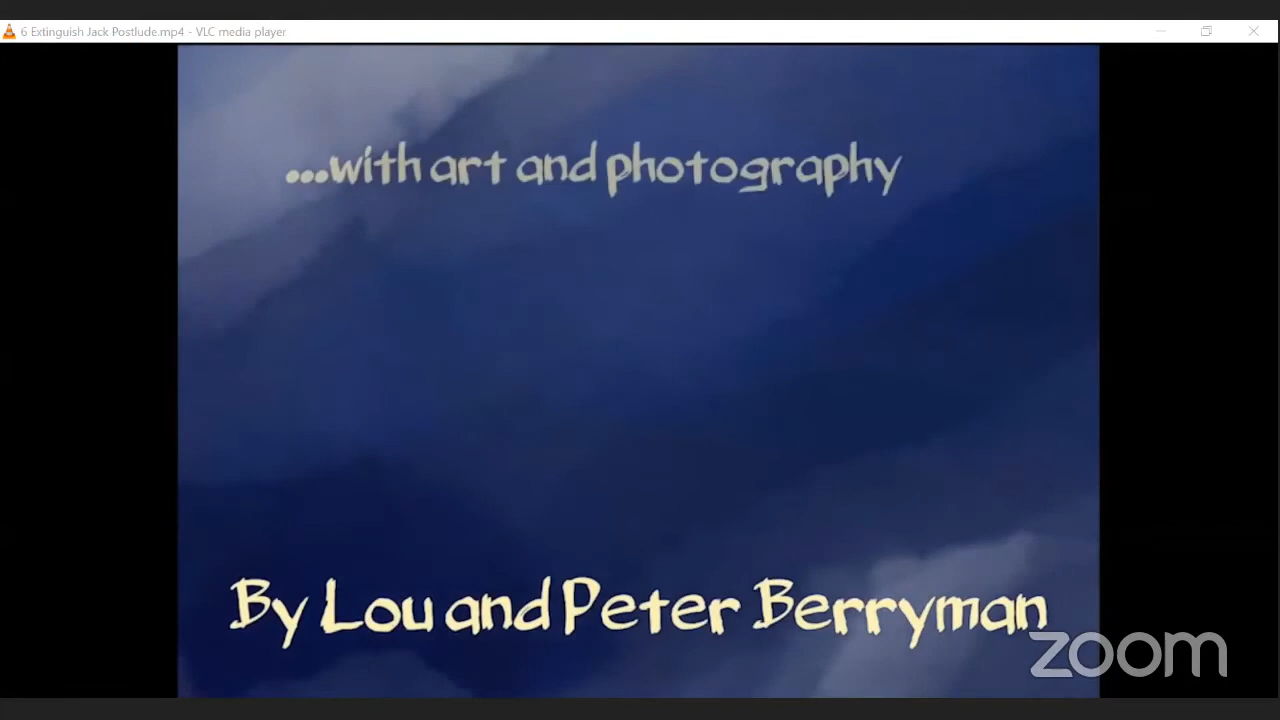 6 Extinguish Jack Postlude.mp4 - VLC media player
...with art and photography
By Lou and Peter Berryman
zoom